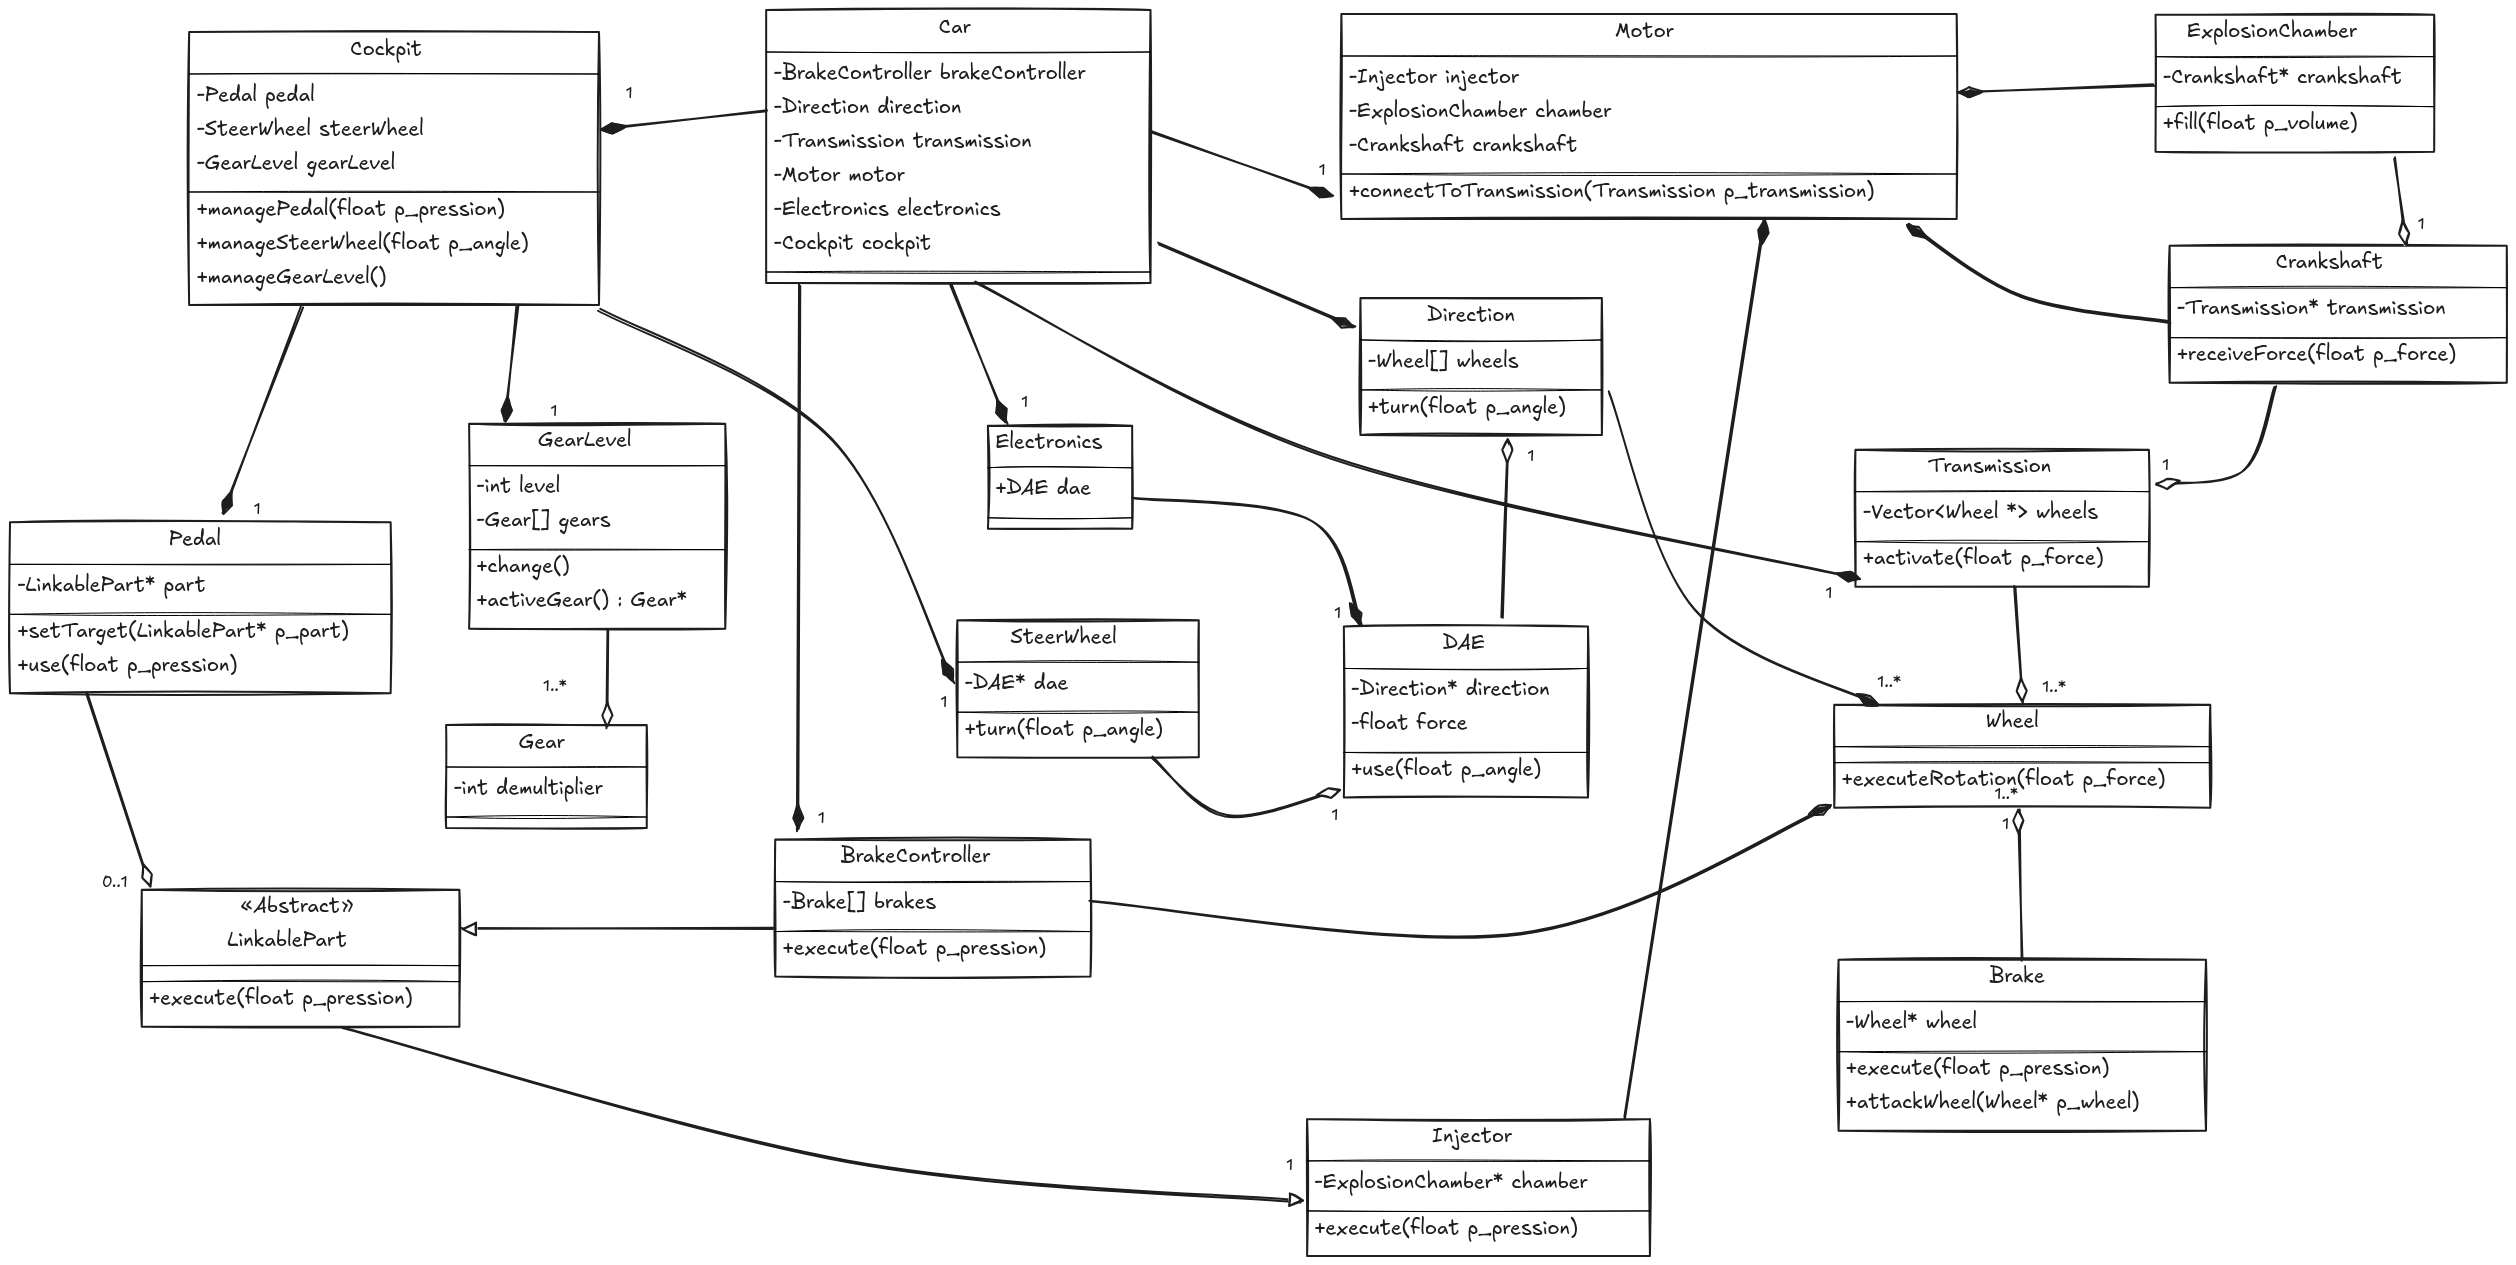 Cockpit
-Pedal pedal
-SteerWheel steerWheel
-GearLevel gearLevel
+managePedal(float p_pression)
+manageSteerWheel(float p_angle)
+manageGearLevel()
1
Car
-BrakeController brakeController
-Direction direction
-Transmission transmission
-Motor motor
-Electronics electronics
-Cockpit cockpit
1
Motor
-Injector injector
-ExplosionChamber chamber
-Crankshaft crankshaft
+connectToTransmission(Transmission p_transmission)
ExplosionChamber
-Crankshaft* crankshaft
+fill(float p_volume)
1
Crankshaft
-Transmission* transmission
+receiveForce(float p_force)
Direction
-Wheel[] wheels
+turn(float p_angle)
1
1
Electronics
+DAE dae
1
GearLevel
-int level
-Gear[] gears
+change()
+activeGear() : Gear*
1
Transmission
-Vector<Wheel *> wheels
+activate(float p_force)
1
1
Pedal
-LinkablePart* part
+setTarget(LinkablePart* p_part)
+use(float p_pression)
1..*
Gear
-int demultiplier
SteerWheel
-DAE* dae
+turn(float p_angle)
1
1
DAE
-Direction* direction
-float force
+use(float p_angle)
1
1..*
1..*
Wheel
+executeRotation(float p_force)
1..*
1
1
BrakeController
-Brake[] brakes
+execute(float p_pression)
0..1
«Abstract»
LinkablePart
+execute(float p_pression)
Brake
-Wheel* wheel
+execute(float p_pression)
+attackWheel(Wheel* p_wheel)
1
Injector
-ExplosionChamber* chamber
+execute(float p_pression)